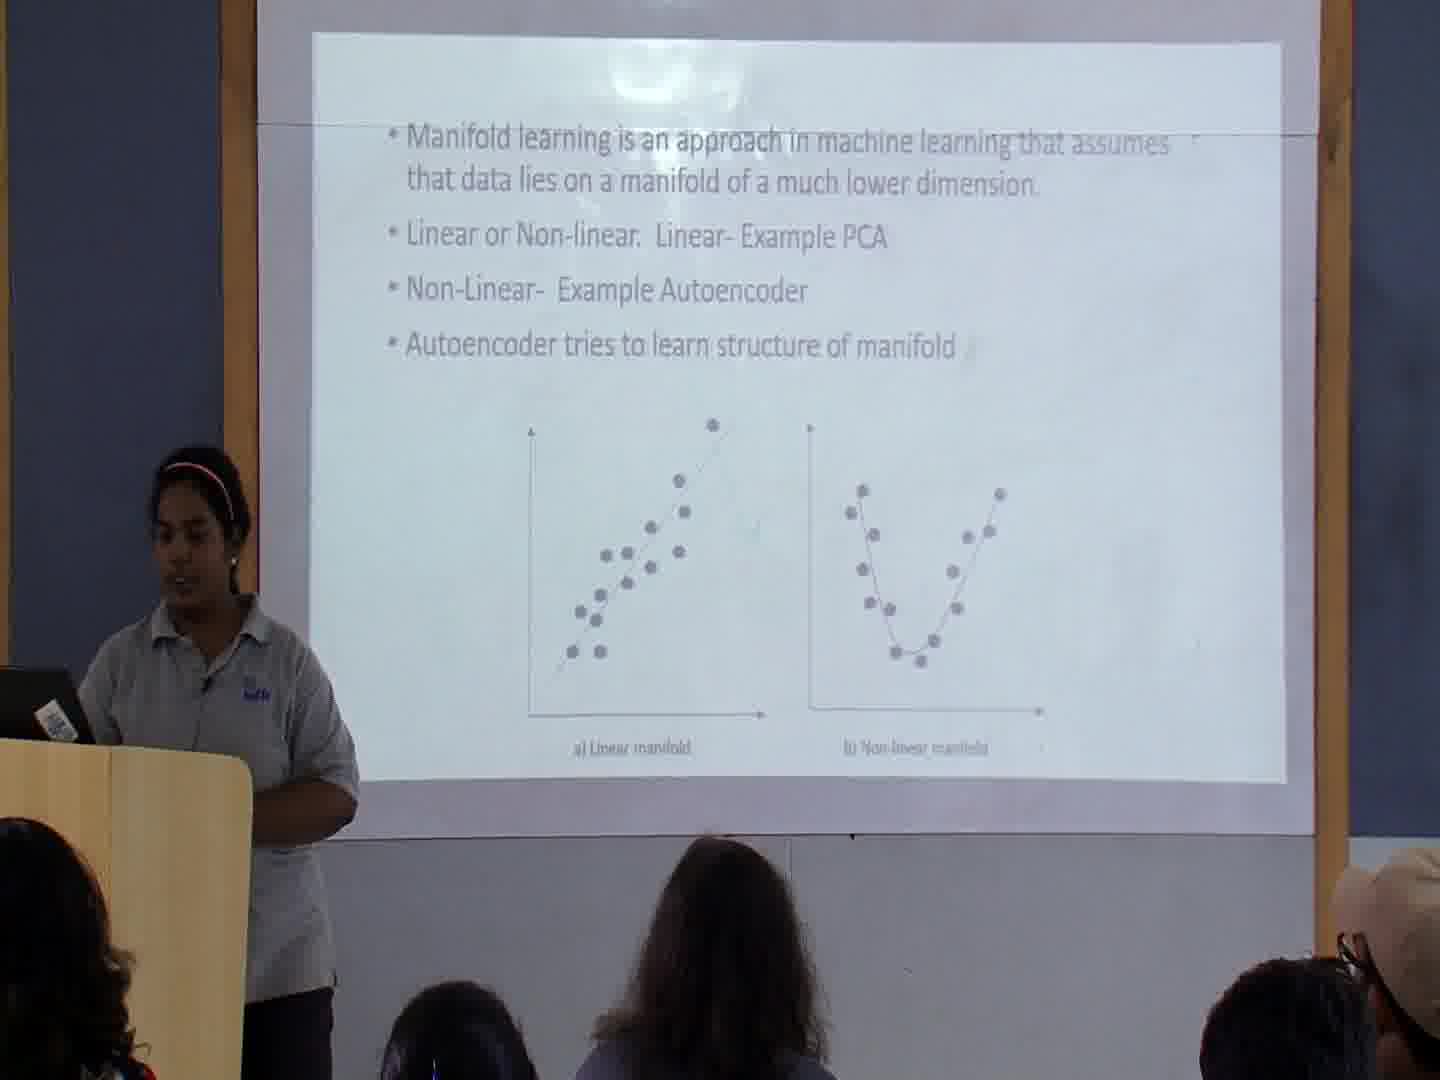 • Manifold learning is an approach in machine learning that assumes
that data lies on a manifold of a much lower dimension.
• Linear or Non-linear. Linear- Example PCA
• Non-Linear- Example Autoencoder
• Autoencoder tries to learn structure of manifold
a) Linear manifold
b) Non-linear manifold